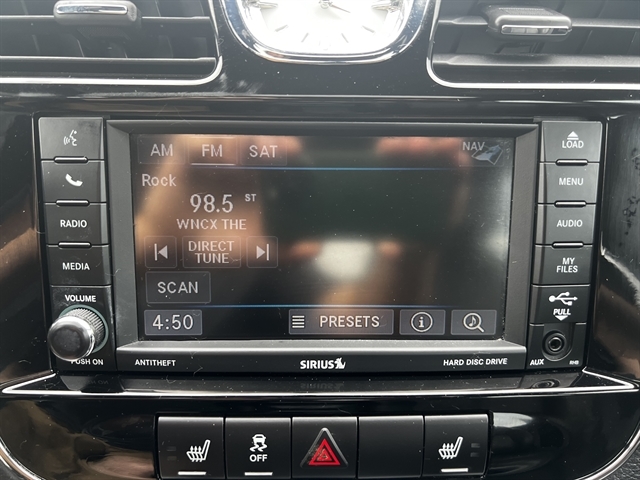 AM FM SAT NAV
LOAD
Rock
98.5 ST
WNCX THE
MENU
RADIO
DIRECT
TUNE
AUDIO
MEDIA
MY
FILES
SCAN
VOLUME
PULL
4:50 PRESETS
PUSH ON
ANTITHEFT SIRIUS HARD DISC DRIVE AUX RHB
OFF